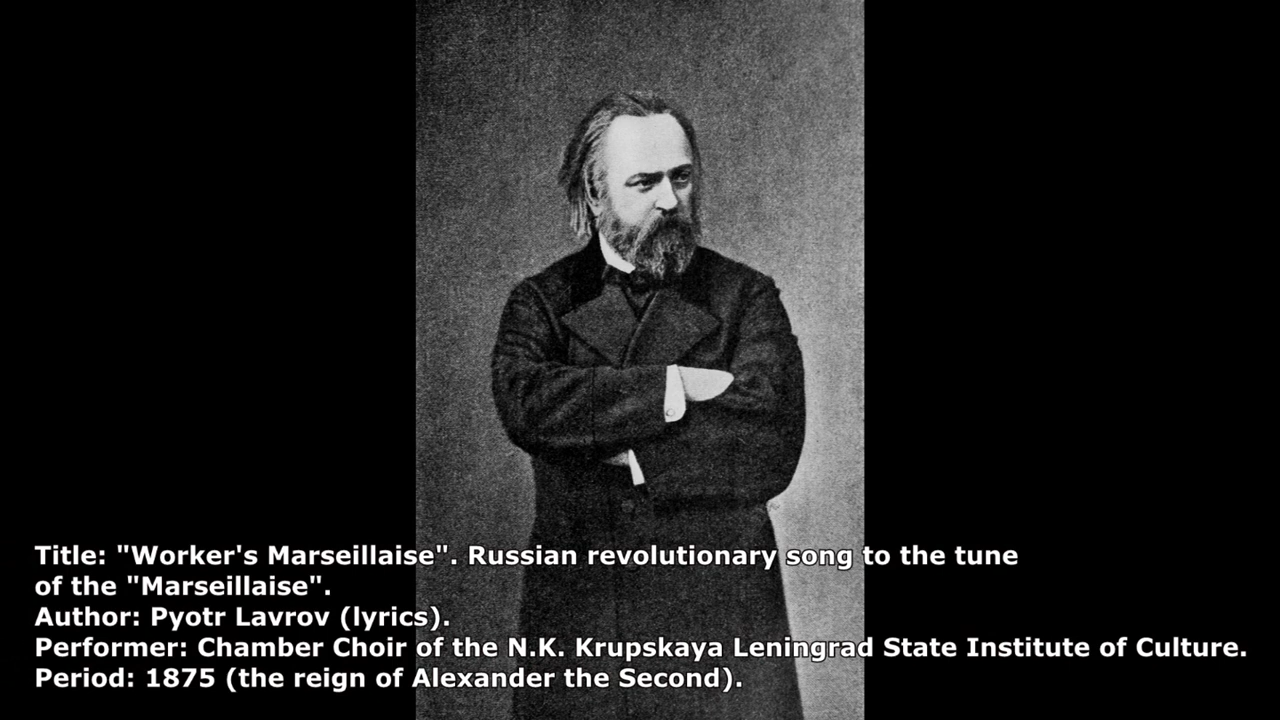 Title: "Worker's Marseillaise". Russian revolutionary song to the tune
of the "Marseillaise".
Author: Pyotr Lavrov (lyrics).
Performer: Chamber Choir of the N.K. Krupskaya Leningrad State Institute of Culture.
Period: 1875 (the reign of Alexander the Second).